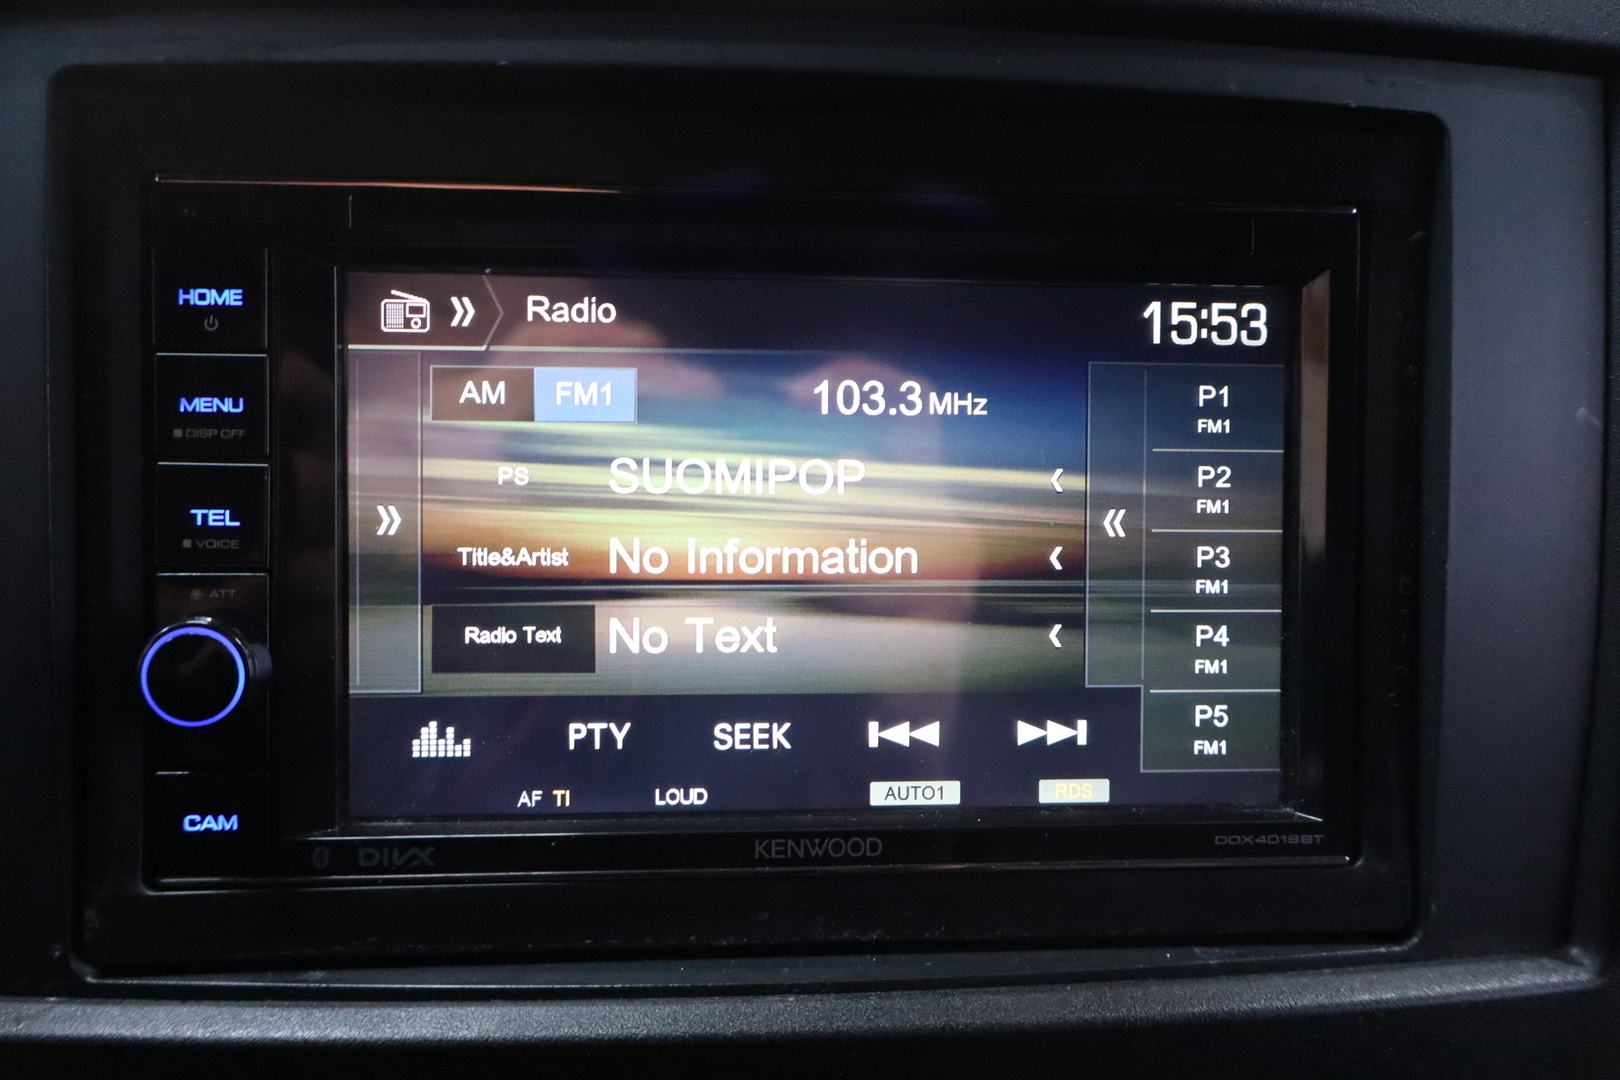 HOME
MENU
DISP OFF
TEL
VOICE
ATT
CAM
Radio
15:53
AM FM1 103.3 MHz
PS SUOMIPOP
Title&Artist No Information
Radio Text No Text
P1
FM1
P2
FM1
P3
FM1
P4
FM1
P5
FM1
PTY SEEK
AF TI LOUD AUTO1 RDS
DIVX KENWOOD DDX4019BT